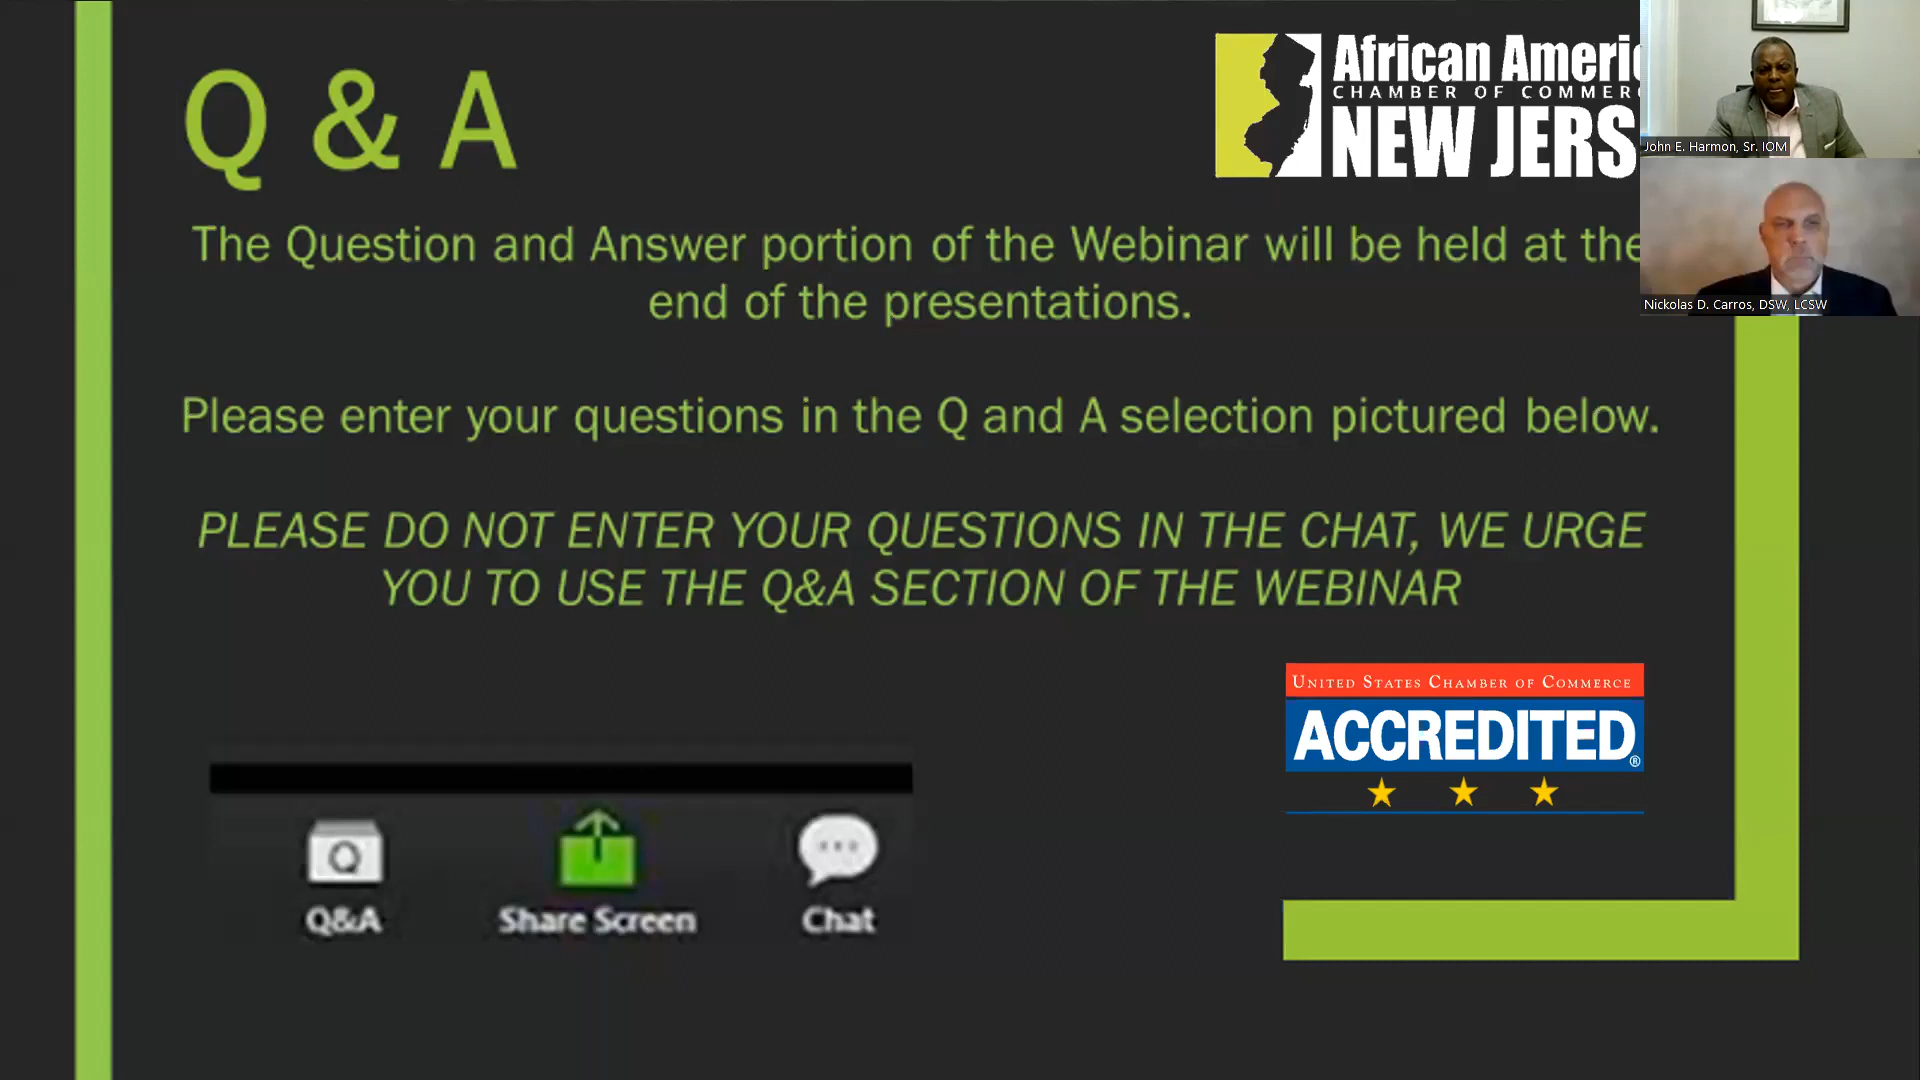 Q & A
African Ameri
CHAMBER OF COMMER
NEW JERS
John E. Harmon, Sr. IOM
Nickolas D. Carros, DSW, LCSW
The Question and Answer portion of the Webinar will be held at the
end of the presentations.
Please enter your questions in the Q and A selection pictured below.
PLEASE DO NOT ENTER YOUR QUESTIONS IN THE CHAT, WE URGE
YOU TO USE THE Q&A SECTION OF THE WEBINAR
UNITED STATES CHAMBER OF COMMERCE
ACCREDITED®
Q
Q&A
Share Screen
Chat